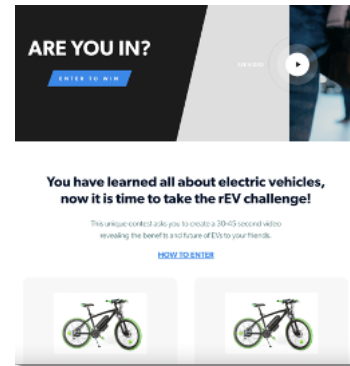 ARE YOU IN?
ENTER TO WIN
You have learned all about electric vehicles,
now it is time to take the rEV challenge!
This unique contest asks you to create a 30-45 second video
revealing the benefits and future of EVs to your friends.
HOW TO ENTER